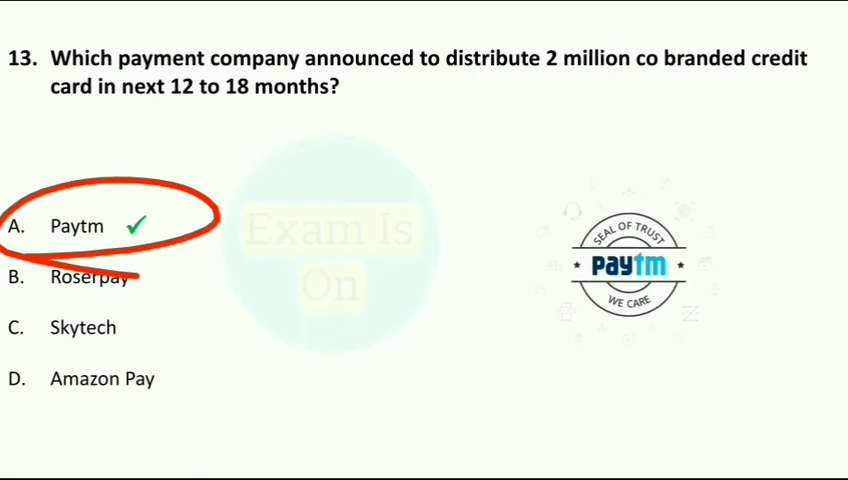 13. Which payment company announced to distribute 2 million co branded credit
card in next 12 to 18 months?
A. Paytm ✓
B. Roserpay
C. Skytech
D. Amazon Pay
Exam Is
On
SEAL OF TRUST
paytm
WE CARE